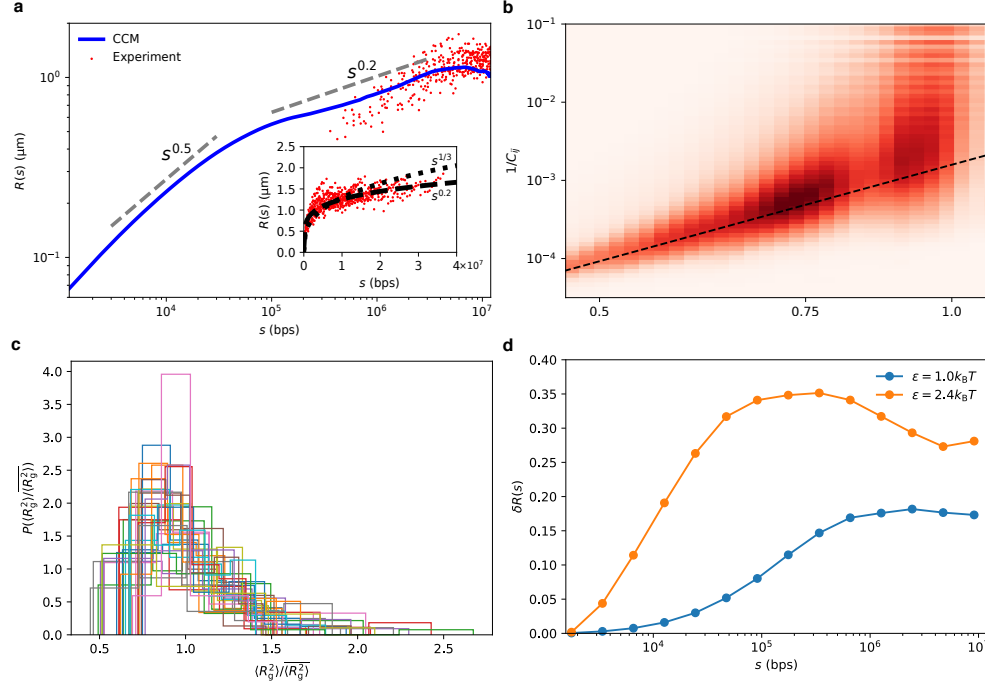 a
CCM
Experiment
s^0.5
s^0.2
R(s) (μm)
10^0
10^−1
10^4
10^5
10^6
10^7
s (bps)
2.5
2.0
1.5
1.0
0.5
0.0
R(s) (μm)
s^1/3
s^0.2
0
1
2
3
4×10^7
s (bps)
b
10^−1
10^−2
10^−3
10^−4
1/C_ij
0.5
0.75
1.0
c
4.0
3.5
3.0
2.5
2.0
1.5
1.0
0.5
0.0
P(⟨R_g^2⟩/\overline{⟨R_g^2⟩})
0.5
1.0
1.5
2.0
2.5
⟨R_g^2⟩/\overline{⟨R_g^2⟩}
d
0.40
0.35
0.30
0.25
0.20
0.15
0.10
0.05
0.00
δR(s)
ε = 1.0k_BT
ε = 2.4k_BT
10^4
10^5
10^6
10^7
s (bps)